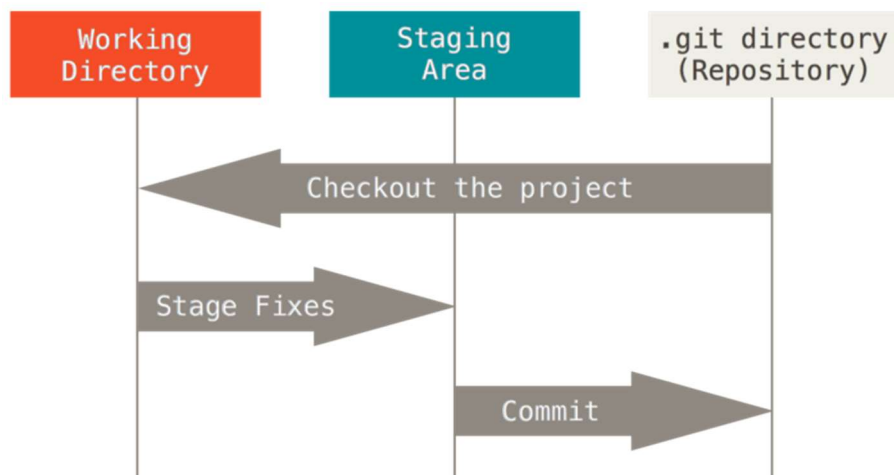 Working
Directory
Staging
Area
.git directory
(Repository)
Checkout the project
Stage Fixes
Commit